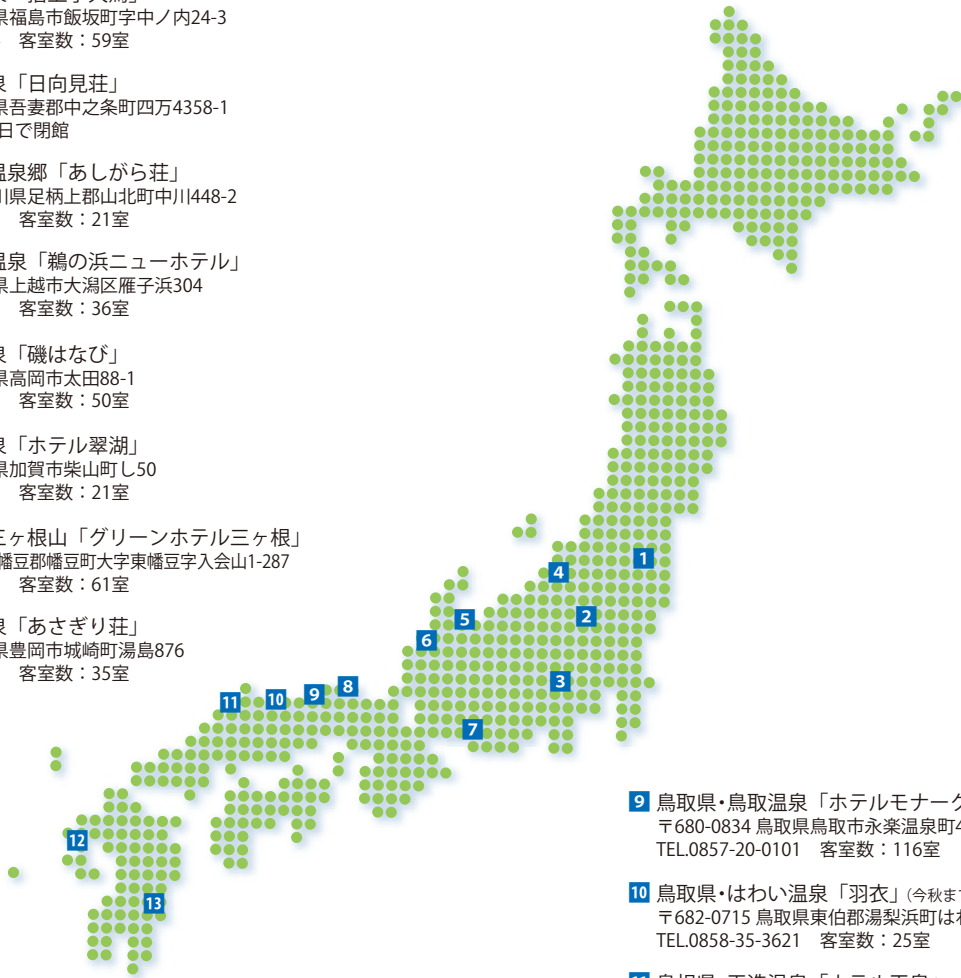 県福島市飯坂町字中ノ内24-3
客室数：59室
泉「日向見荘」
県吾妻郡中之条町四万4358-1
日で閉館
温泉郷「あしがら荘」
川県足柄上郡山北町中川448-2
客室数：21室
温泉「鵜の浜ニューホテル」
県上越市大潟区雁子浜304
客室数：36室
泉「磯はなび」
県高岡市太田88-1
客室数：50室
泉「ホテル翠湖」
県加賀市柴山町し50
客室数：21室
三ヶ根山「グリーンホテル三ヶ根」
幡豆郡幡豆町大字東幡豆字入会山1-287
客室数：61室
泉「あさぎり荘」
県豊岡市城崎町湯島876
客室数：35室
1
4
2
5
6
3
8
9
10
11
7
12
13
9 鳥取県・鳥取温泉「ホテルモナーク
〒680-0834 鳥取県鳥取市永楽温泉町4
TEL.0857-20-0101 客室数：116室
10 鳥取県・はわい温泉「羽衣」(今秋ま
〒682-0715 鳥取県東伯郡湯梨浜町はわ
TEL.0858-35-3621 客室数：25室